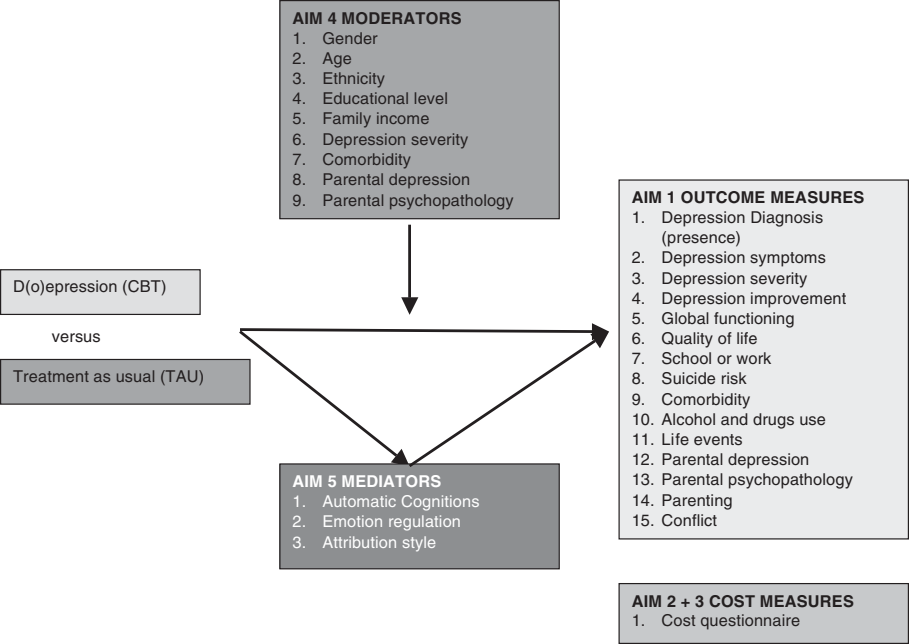 AIM 4 MODERATORS
1. Gender
2. Age
3. Ethnicity
4. Educational level
5. Family income
6. Depression severity
7. Comorbidity
8. Parental depression
9. Parental psychopathology
D(o)epression (CBT)
versus
Treatment as usual (TAU)
AIM 5 MEDIATORS
1. Automatic Cognitions
2. Emotion regulation
3. Attribution style
AIM 1 OUTCOME MEASURES
1. Depression Diagnosis
(presence)
2. Depression symptoms
3. Depression severity
4. Depression improvement
5. Global functioning
6. Quality of life
7. School or work
8. Suicide risk
9. Comorbidity
10. Alcohol and drugs use
11. Life events
12. Parental depression
13. Parental psychopathology
14. Parenting
15. Conflict
AIM 2 + 3 COST MEASURES
1. Cost questionnaire